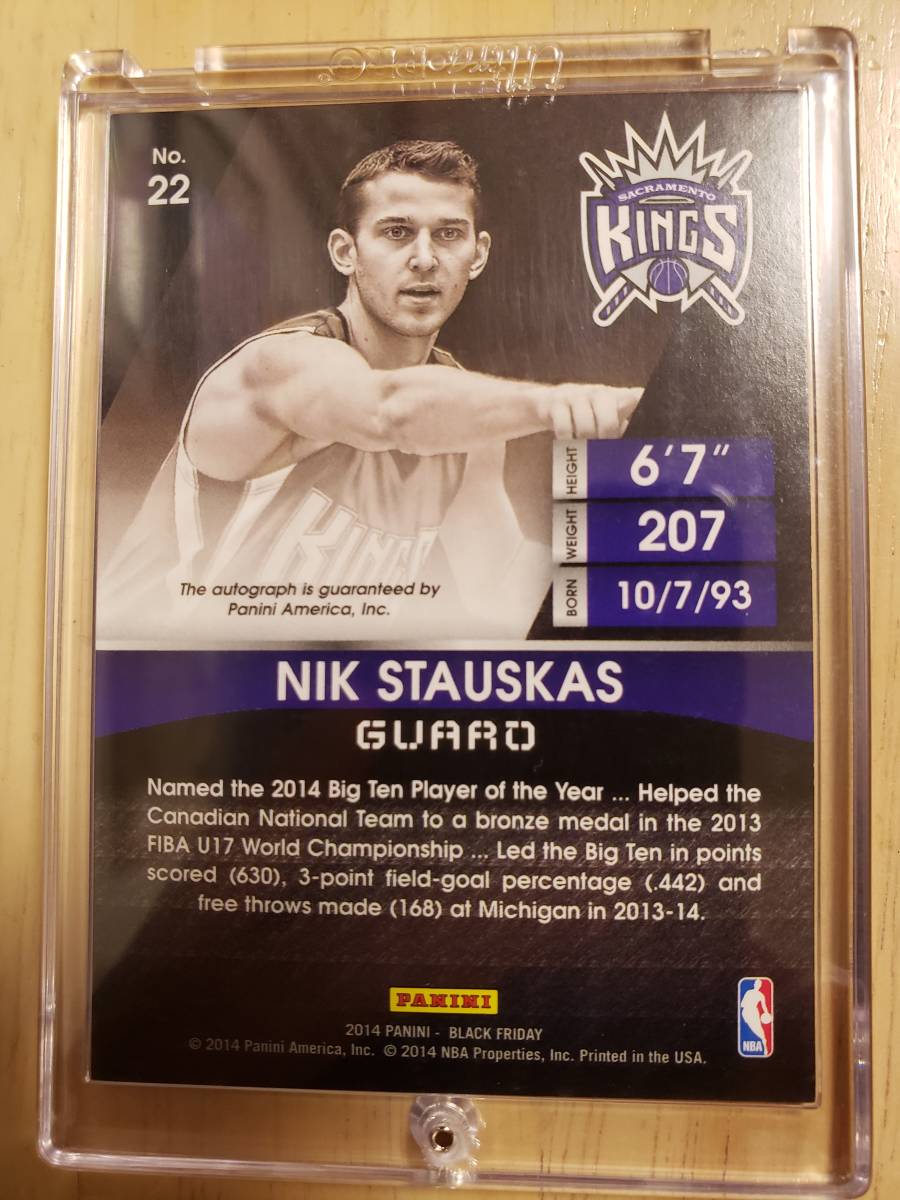 Ultra PRO®
No.
22
SACRAMENTO
KINGS
HEIGHT 6'7"
WEIGHT 207
BORN 10/7/93
KINGS
The autograph is guaranteed by
Panini America, Inc.
NIK STAUSKAS
GUARD
Named the 2014 Big Ten Player of the Year ... Helped the
Canadian National Team to a bronze medal in the 2013
FIBA U17 World Championship ... Led the Big Ten in points
scored (630), 3-point field-goal percentage (.442) and
free throws made (168) at Michigan in 2013-14.
PANINI
2014 PANINI - BLACK FRIDAY
© 2014 Panini America, Inc. © 2014 NBA Properties, Inc. Printed in the USA.
NBA